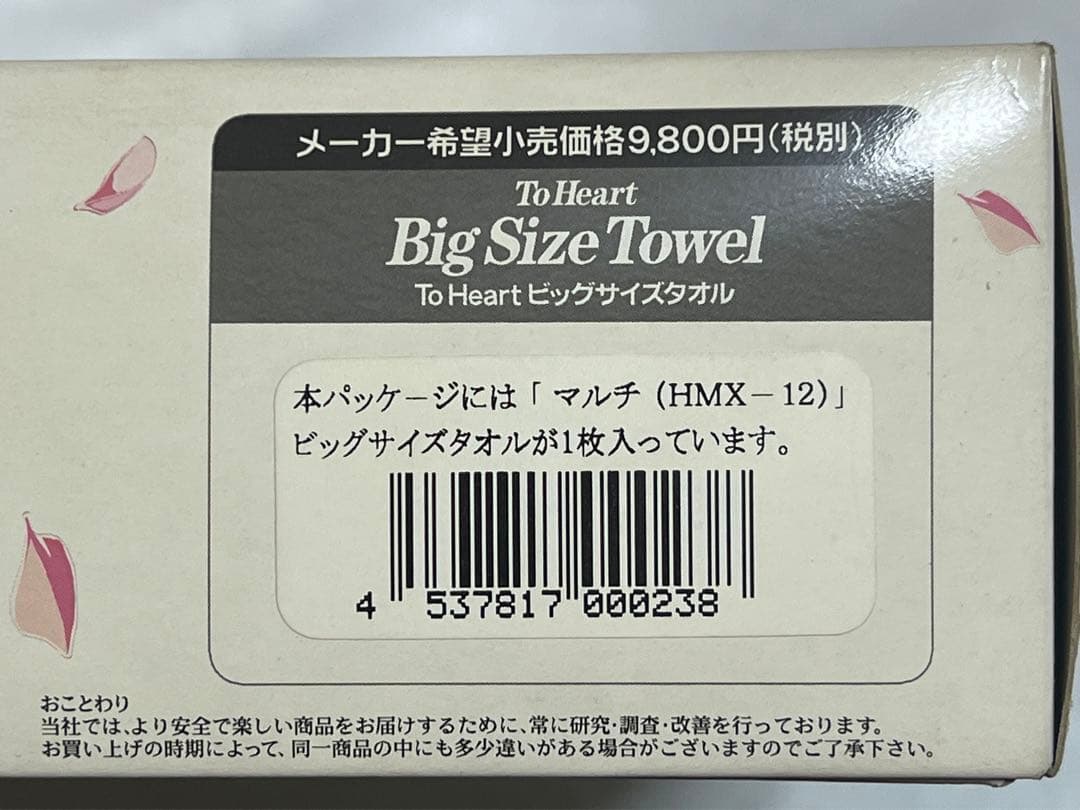 メーカー希望小売価格9,800円(税別)
To Heart
Big Size Towel
To Heart ビッグサイズタオル
本パッケージには「 マルチ (HMX－12)」
ビッグサイズタオルが1枚入っています。
4 537817 000238
おことわり
当社では、より安全で楽しい商品をお届けするために、常に研究･調査･改善を行っております。
お買い上げの時期によって、同一商品の中にも多少違いがある場合がございますのでご了承下さい。